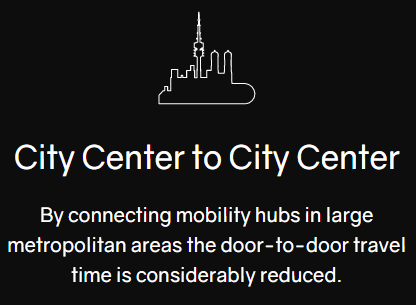 City Center to City Center
By connecting mobility hubs in large
metropolitan areas the door-to-door travel
time is considerably reduced.